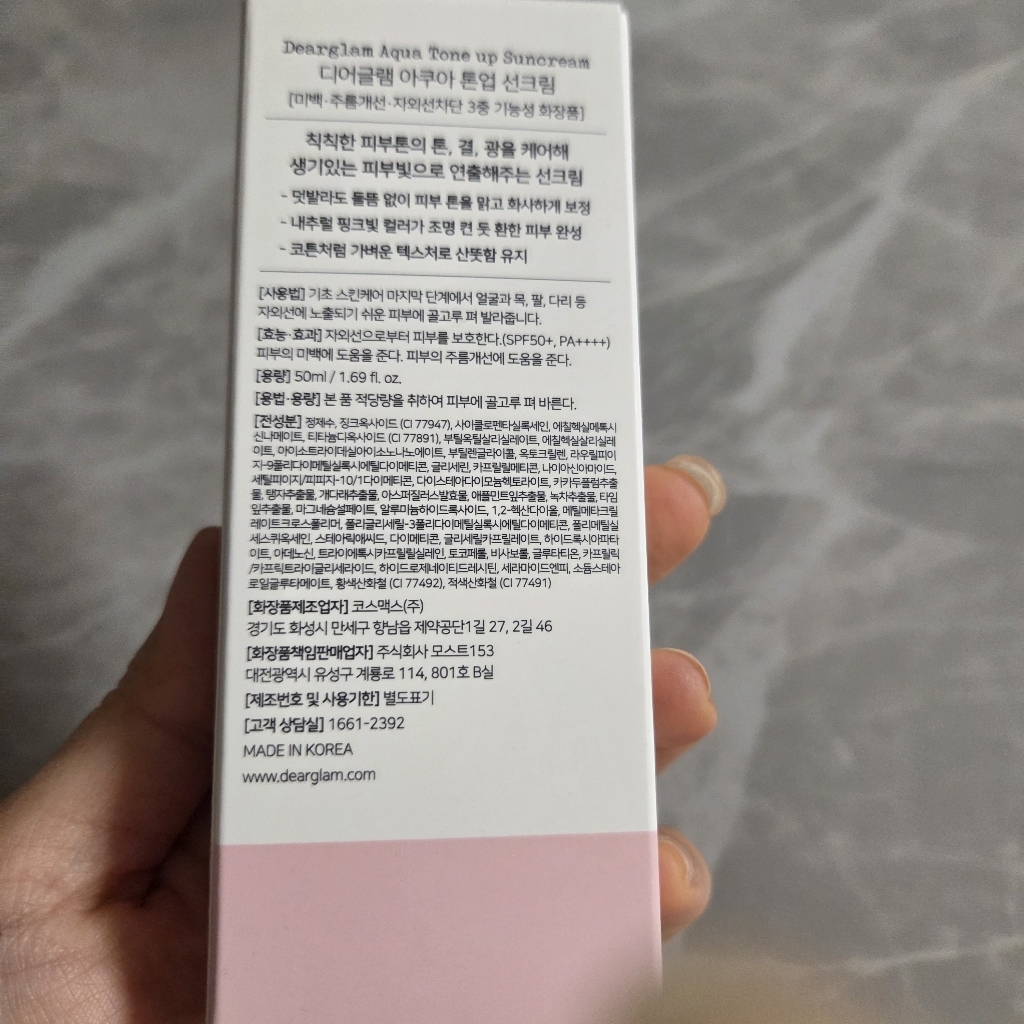 Dearglam Aqua Tone up Suncream
디어글램 아쿠아 톤업 선크림
[미백·주름개선·자외선차단 3중 기능성 화장품]
칙칙한 피부톤의 톤, 결, 광을 케어해
생기있는 피부빛으로 연출해주는 선크림
- 덧발라도 들뜸 없이 피부 톤을 맑고 화사하게 보정
- 내추럴 핑크빛 컬러가 조명 켠 듯 환한 피부 완성
- 코튼처럼 가벼운 텍스처로 산뜻함 유지
[사용법] 기초 스킨케어 마지막 단계에서 얼굴과 목, 팔, 다리 등
자외선에 노출되기 쉬운 피부에 골고루 펴 발라줍니다.
[효능·효과] 자외선으로부터 피부를 보호한다.(SPF50+, PA++++)
피부의 미백에 도움을 준다. 피부의 주름개선에 도움을 준다.
[용량] 50ml / 1.69 fl. oz.
[용법·용량] 본 품 적당량을 취하여 피부에 골고루 펴 바른다.
[전성분] 정제수, 징크옥사이드 (CI 77947), 사이클로펜타실록세인, 에칠헥실메톡시
신나메이트, 티타늄디옥사이드 (CI 77891), 부틸옥틸살리실레이트, 에칠헥실살리실레
이트, 아이소트라이데실아이소노나노에이트, 부틸렌글라이콜, 옥토크릴렌, 라우릴피이
지-9폴리다이메틸실록시에틸다이메티콘, 글리세린, 카프릴릴메티콘, 나이아신아마이드,
세틸피이지/피피지-10/1다이메티콘, 다이스테아다이모늄헥토라이트, 카카두플럼추출
물, 탱자추출물, 개다래추출물, 아스퍼질러스발효물, 애플민트잎추출물, 녹차추출물, 타임
잎추출물, 마그네슘설페이트, 알루미늄하이드록사이드, 1,2-헥산다이올, 메틸메타크릴
레이트크로스폴리머, 폴리글리세릴-3폴리다이메틸실록시에틸다이메티콘, 폴리메틸실
세스퀴옥세인, 스테아릭애씨드, 다이메티콘, 글리세릴카프릴레이트, 하이드록시아파타
이트, 아데노신, 트라이에톡시카프릴릴실레인, 토코페롤, 비사보롤, 글루타티온, 카프릴릭
/카프릭트라이글리세라이드, 하이드로제네이티드레시틴, 세라마이드엔피, 소듐스테아
로일글루타메이트, 황색산화철 (CI 77492), 적색산화철 (CI 77491)
[화장품제조업자] 코스맥스(주)
경기도 화성시 만세구 향남읍 제약공단1길 27, 2길 46
[화장품책임판매업자] 주식회사 모스트153
대전광역시 유성구 계룡로 114, 801호 B실
[제조번호 및 사용기한] 별도표기
[고객 상담실] 1661-2392
MADE IN KOREA
www.dearglam.com